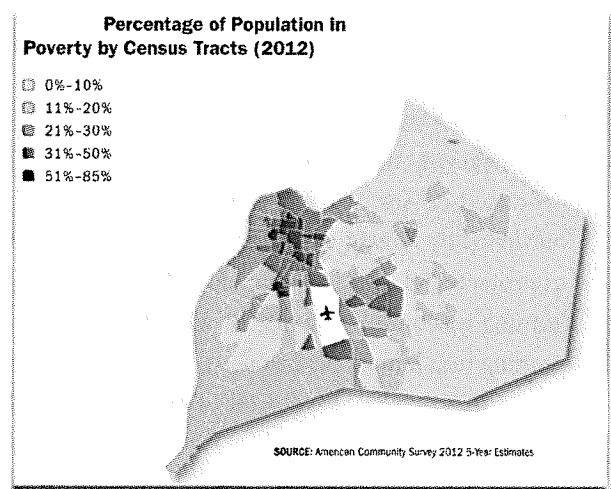 Percentage of Population in
Poverty by Census Tracts (2012)
0%-10%
11%-20%
21%-30%
31%-50%
51%-85%
SOURCE: American Community Survey 2012 5-Year Estimates